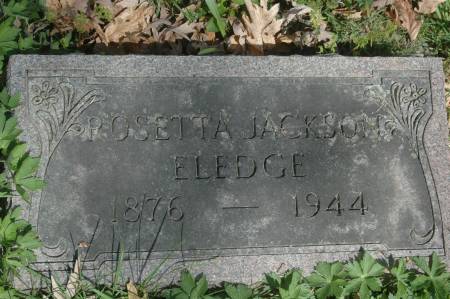 ROSETTA JACKSON
ELEDGE
1876 — 1944